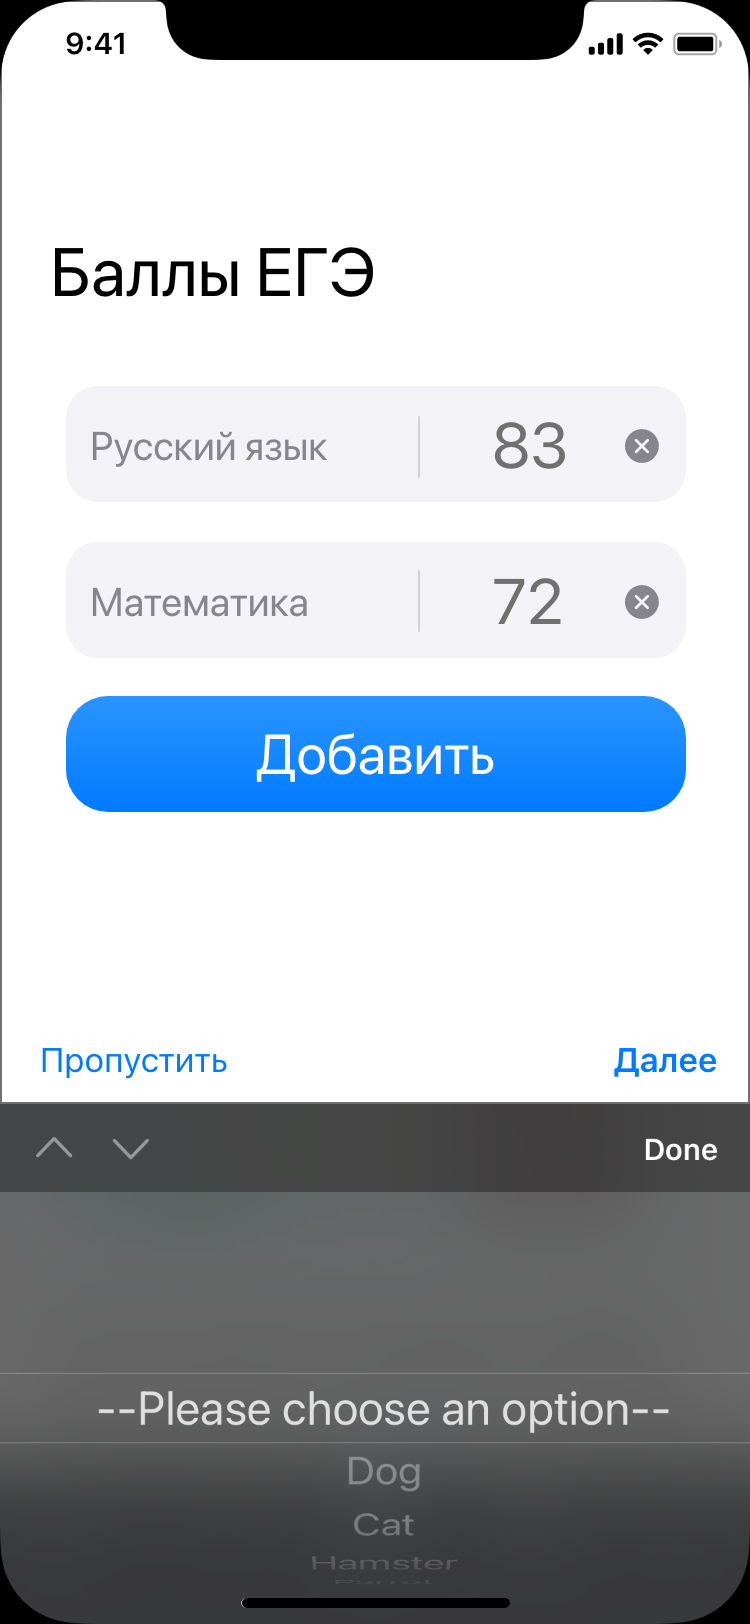 9:41
Баллы ЕГЭ
Русский язык 83
Математика 72
Добавить
Пропустить Далее
Done
--Please choose an option--
Dog
Cat
Hamster
Parrot